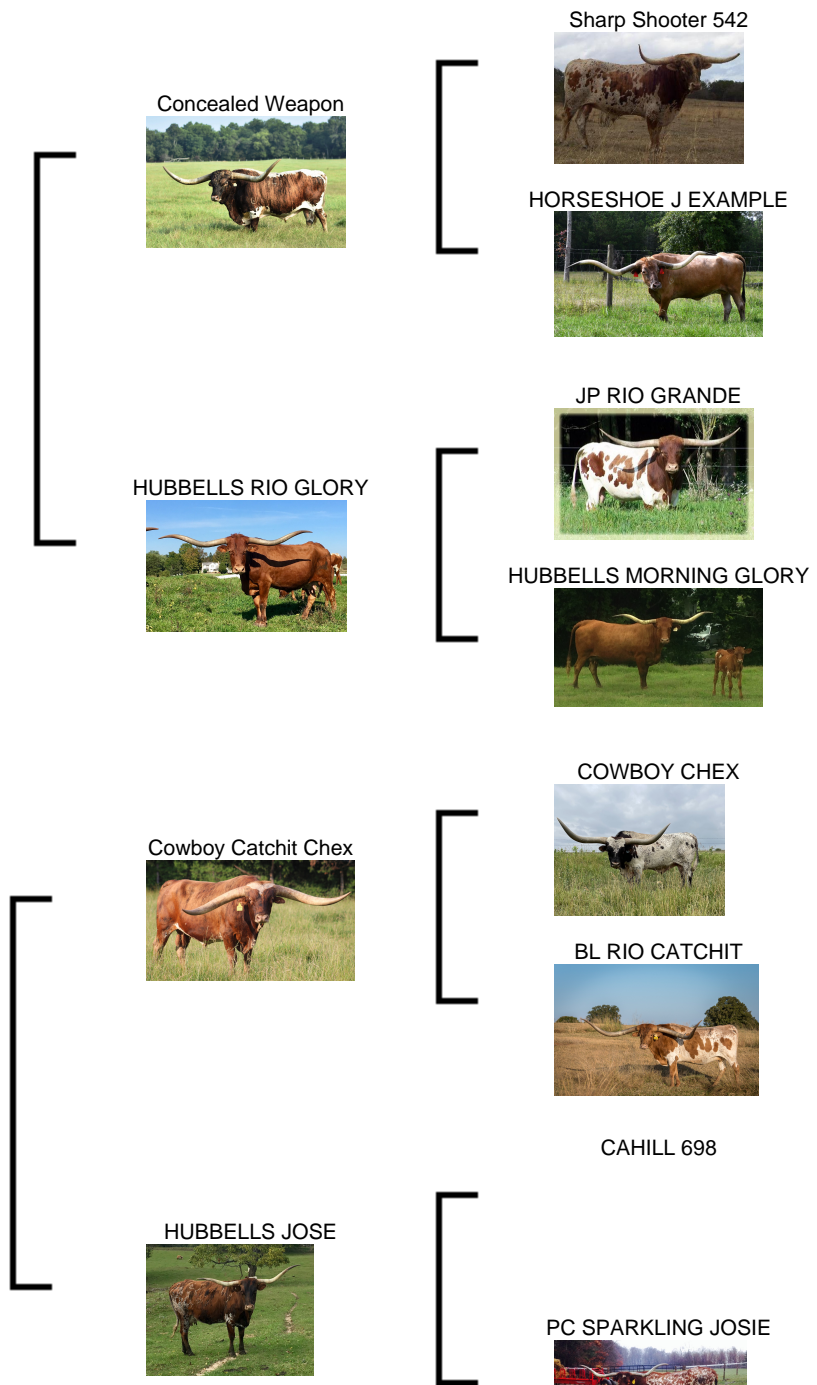 Sharp Shooter 542
Concealed Weapon
HORSESHOE J EXAMPLE
JP RIO GRANDE
HUBBELLS RIO GLORY
HUBBELLS MORNING GLORY
COWBOY CHEX
Cowboy Catchit Chex
BL RIO CATCHIT
CAHILL 698
HUBBELLS JOSE
PC SPARKLING JOSIE